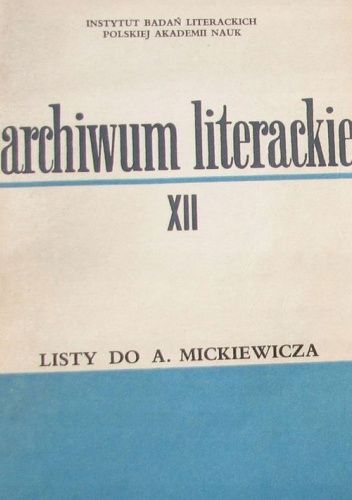 INSTYTUT BADAŃ LITERACKICH
POLSKIEJ AKADEMII NAUK
archiwum literackie
XII
LISTY DO A. MICKIEWICZA